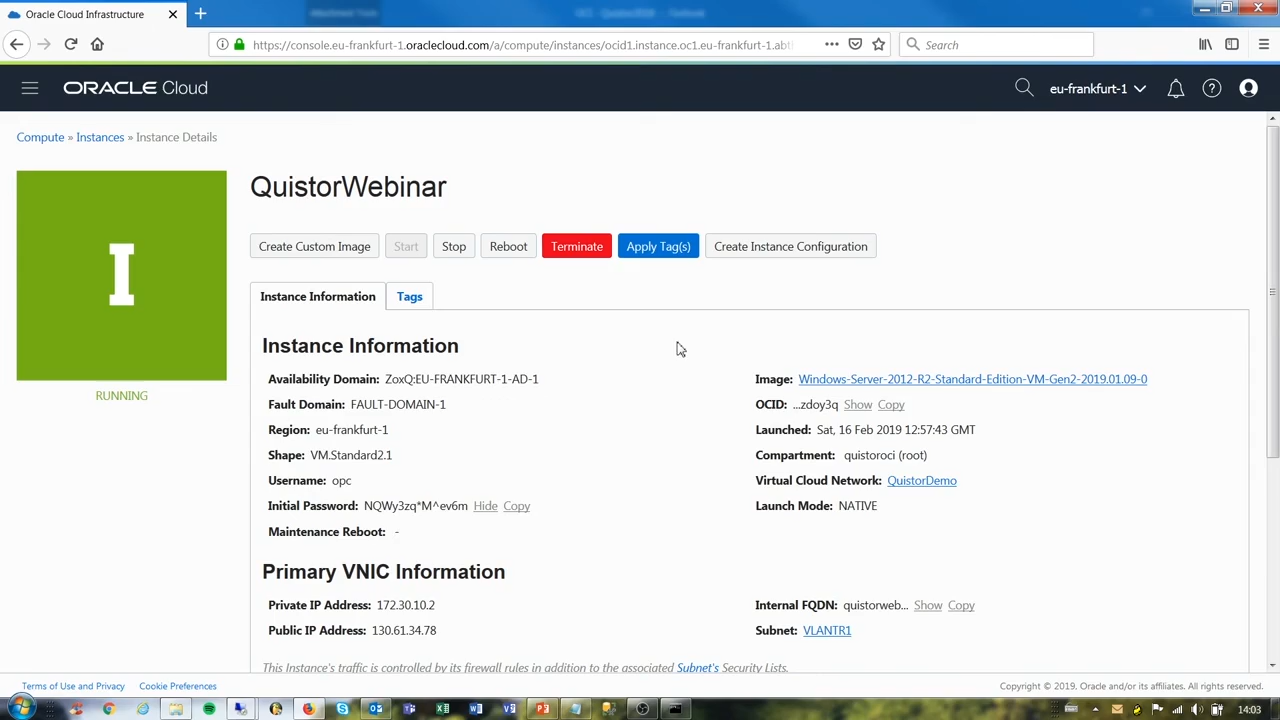 Oracle Cloud Infrastructure
https://console.eu-frankfurt-1.oraclecloud.com/a/compute/instances/ocid1.instance.oc1.eu-frankfurt-1.abt
Search
ORACLE Cloud
eu-frankfurt-1
Compute » Instances » Instance Details
QuistorWebinar
Create Custom Image Start Stop Reboot Terminate Apply Tag(s) Create Instance Configuration
Instance Information Tags
I
RUNNING
Instance Information
Availability Domain: ZoxQ:EU-FRANKFURT-1-AD-1
Fault Domain: FAULT-DOMAIN-1
Region: eu-frankfurt-1
Shape: VM.Standard2.1
Username: opc
Initial Password: NQWy3zq*M^ev6m Hide Copy
Maintenance Reboot: -
Image: Windows-Server-2012-R2-Standard-Edition-VM-Gen2-2019.01.09-0
OCID: ...zdoy3q Show Copy
Launched: Sat, 16 Feb 2019 12:57:43 GMT
Compartment: quistoroci (root)
Virtual Cloud Network: QuistorDemo
Launch Mode: NATIVE
Primary VNIC Information
Private IP Address: 172.30.10.2
Public IP Address: 130.61.34.78
Internal FQDN: quistorweb... Show Copy
Subnet: VLANTR1
This Instance's traffic is controlled by its firewall rules in addition to the associated Subnet's Security Lists.
Terms of Use and Privacy Cookie Preferences
Copyright © 2019, Oracle and/or its affiliates. All rights reserved.
14:03